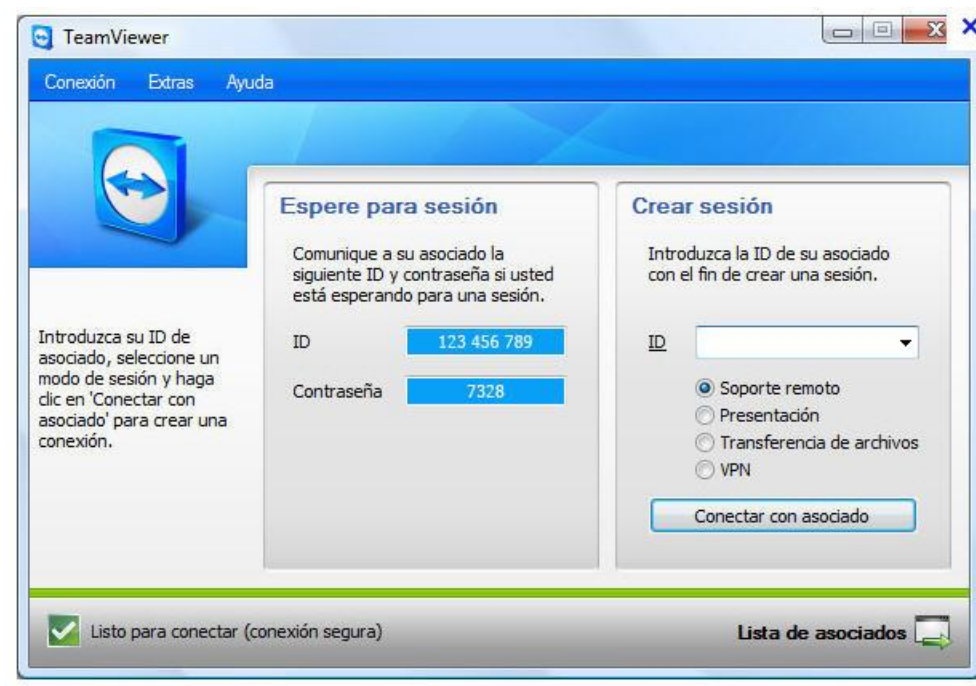 TeamViewer
Conexión Extras Ayuda
Introduzca su ID de
asociado, seleccione un
modo de sesión y haga
clic en 'Conectar con
asociado' para crear una
conexión.
Espere para sesión
Comunique a su asociado la
siguiente ID y contraseña si usted
está esperando para una sesión.
ID 123 456 789
Contraseña 7328
Crear sesión
Introduzca la ID de su asociado
con el fin de crear una sesión.
ID
Soporte remoto
Presentación
Transferencia de archivos
VPN
Conectar con asociado
Listo para conectar (conexión segura)
Lista de asociados